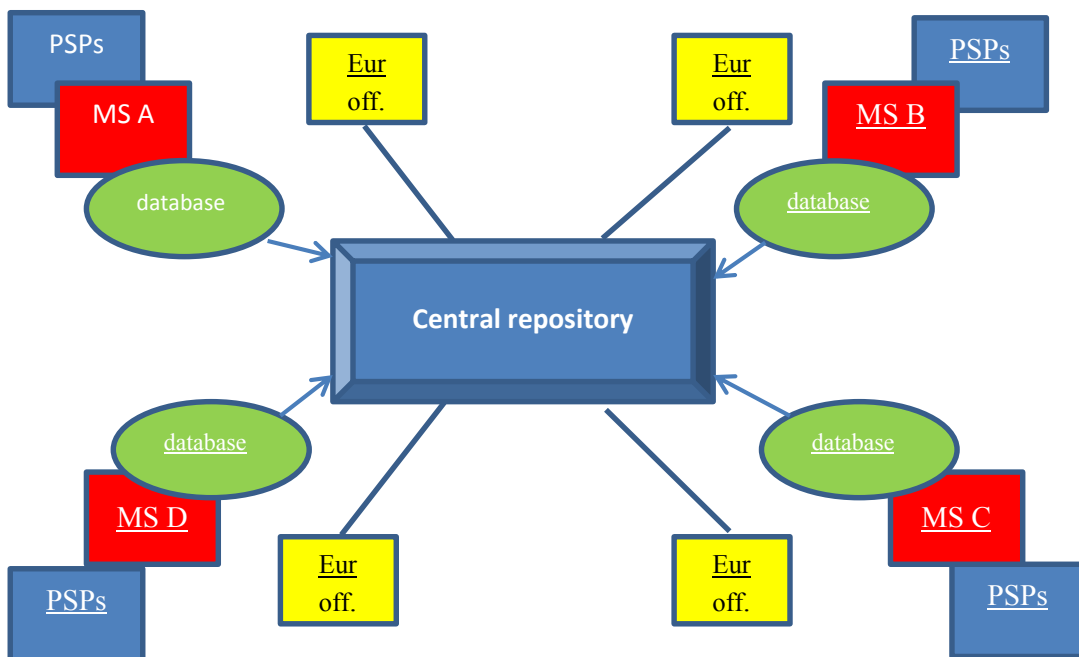 PSPs
MS A
database
Eur
off.
Eur
off.
PSPs
MS B
database
Central repository
database
MS D
PSPs
Eur
off.
Eur
off.
database
MS C
PSPs